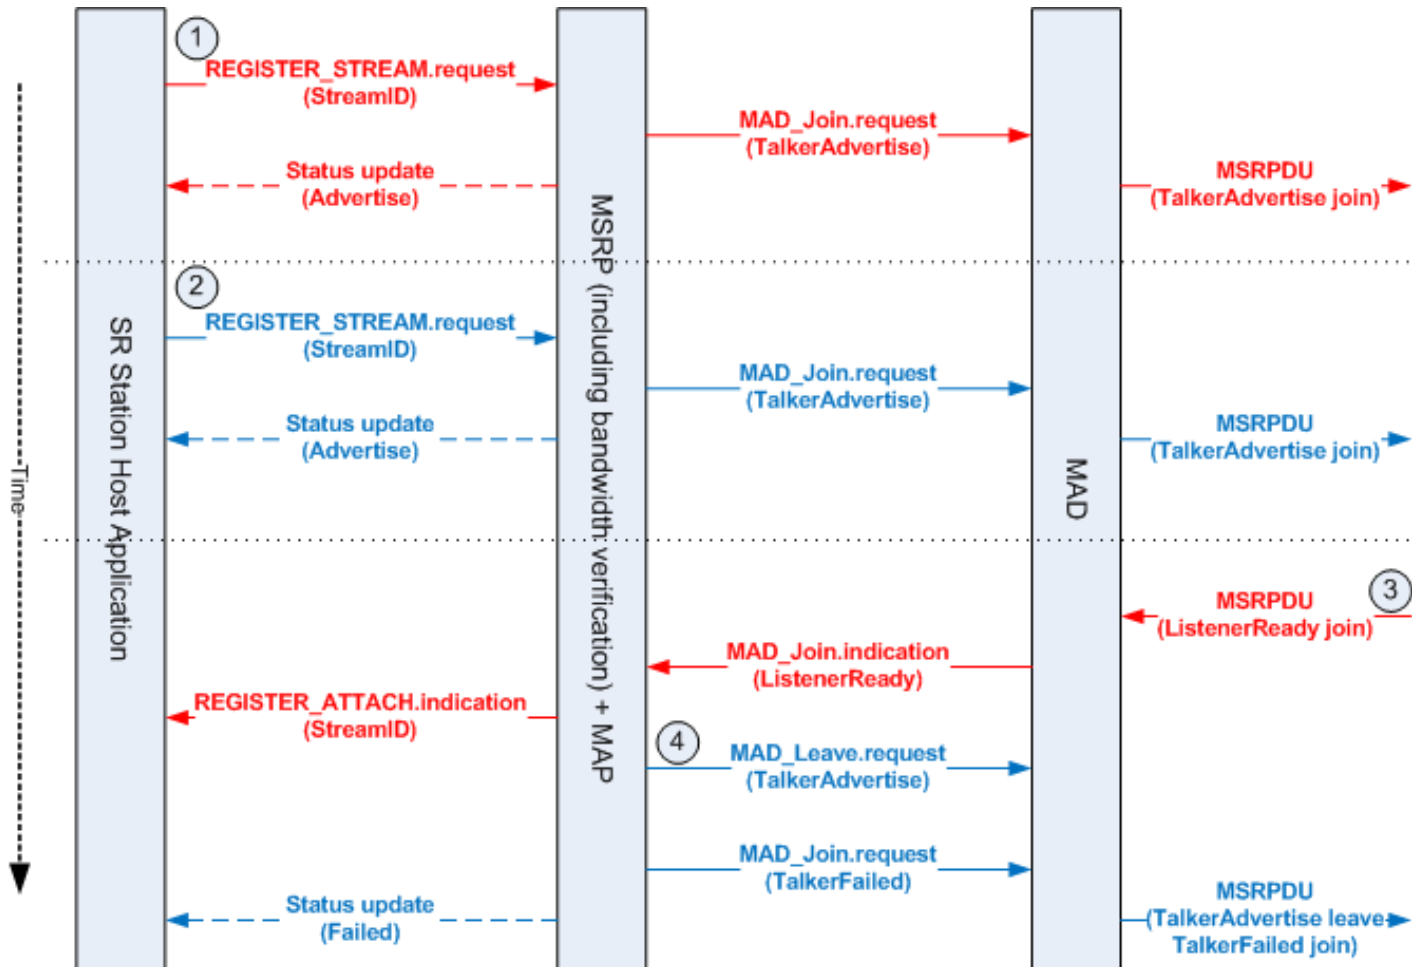 1
REGISTER_STREAM.request
(StreamID)
MAD_Join.request
(TalkerAdvertise)
Status update
(Advertise)
MSRPDU
(TalkerAdvertise join)
2
REGISTER_STREAM.request
(StreamID)
MAD_Join.request
(TalkerAdvertise)
Status update
(Advertise)
MSRPDU
(TalkerAdvertise join)
Time
SR Station Host Application
MSRP (including bandwidth verification) + MAP
MAD
3
MSRPDU
(ListenerReady join)
MAD_Join.indication
(ListenerReady)
REGISTER_ATTACH.indication
(StreamID)
4
MAD_Leave.request
(TalkerAdvertise)
MAD_Join.request
(TalkerFailed)
Status update
(Failed)
MSRPDU
(TalkerAdvertise leave
TalkerFailed join)